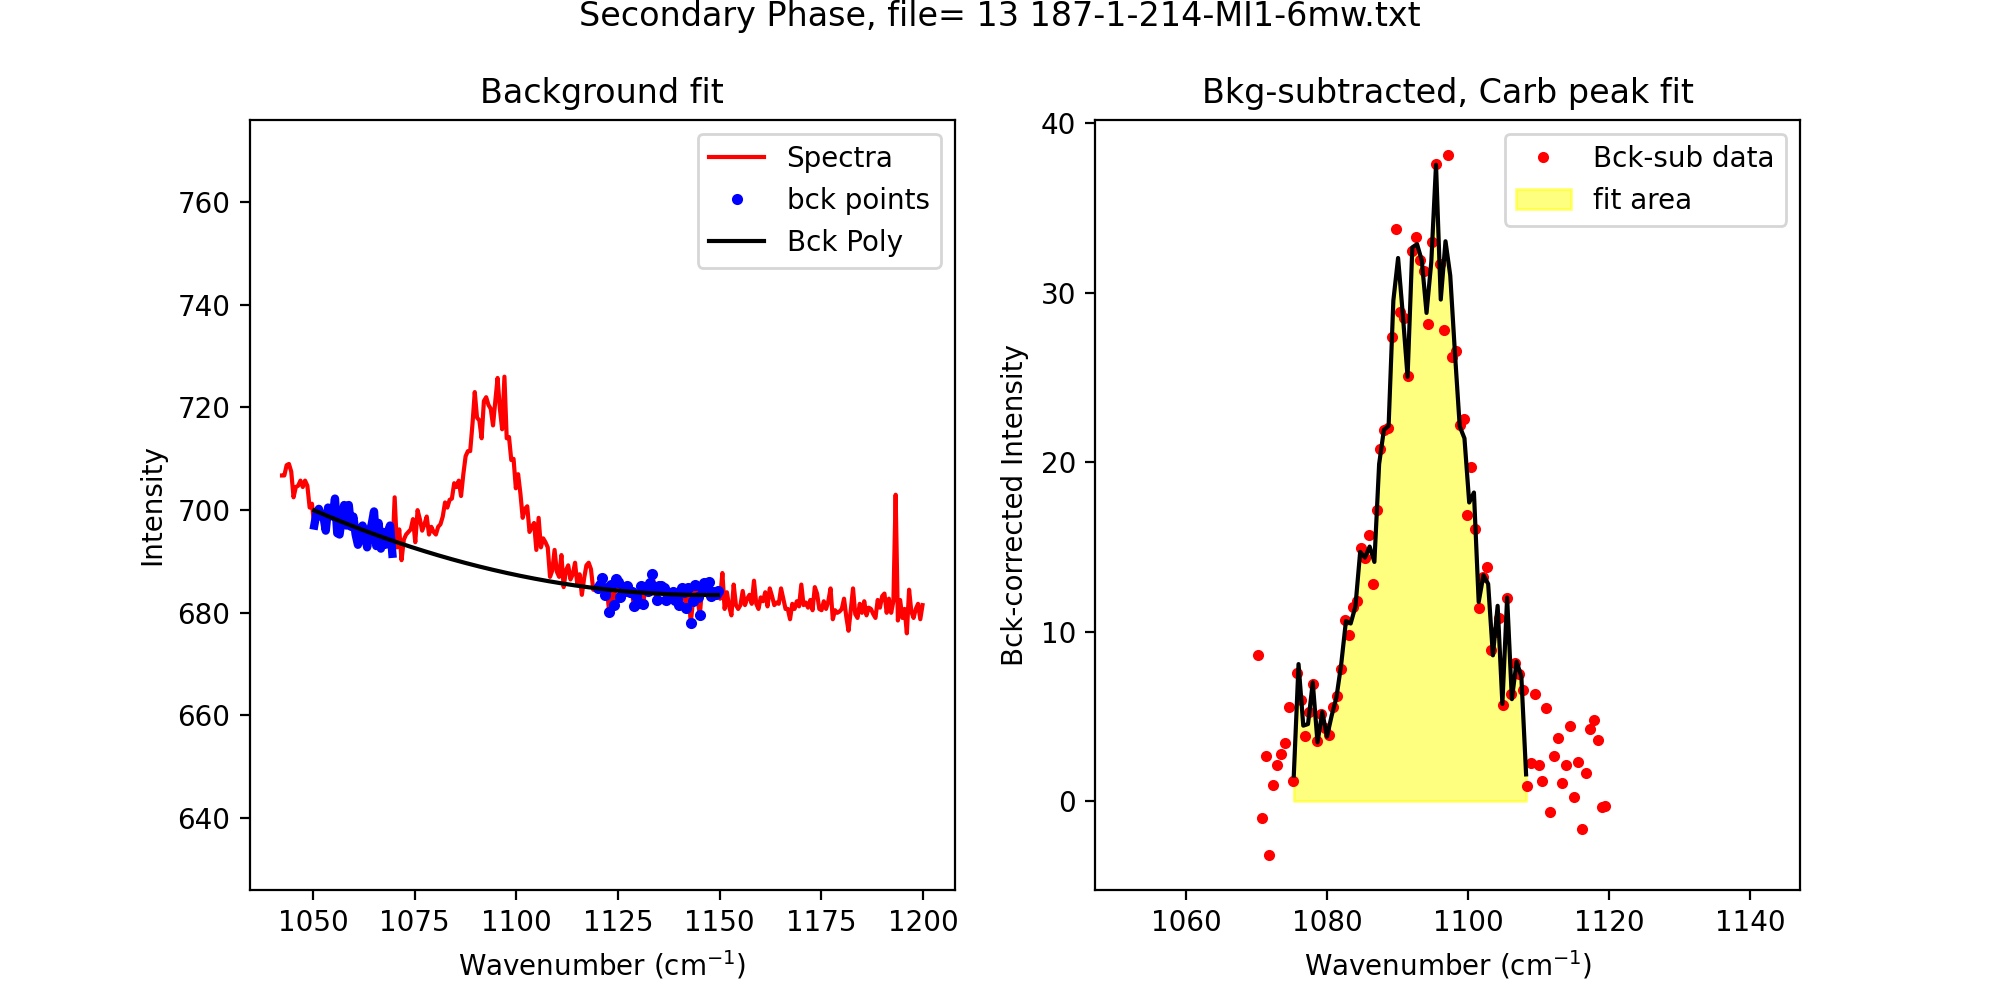 Secondary Phase, file= 13 187-1-214-MI1-6mw.txt
Background fit
Spectra
bck points
Bck Poly
Intensity
760
740
720
700
680
660
640
1050 1075 1100 1125 1150 1175 1200
Wavenumber (cm⁻¹)
Bkg-subtracted, Carb peak fit
Bck-sub data
fit area
Bck-corrected Intensity
40
30
20
10
0
1060 1080 1100 1120 1140
Wavenumber (cm⁻¹)